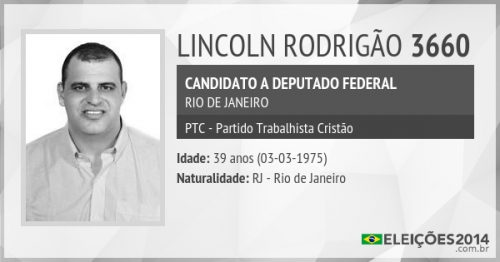 LINCOLN RODRIGÃO 3660
CANDIDATO A DEPUTADO FEDERAL
RIO DE JANEIRO
PTC - Partido Trabalhista Cristão
Idade: 39 anos (03-03-1975)
Naturalidade: RJ - Rio de Janeiro
ELEIÇÕES2014
.com.br